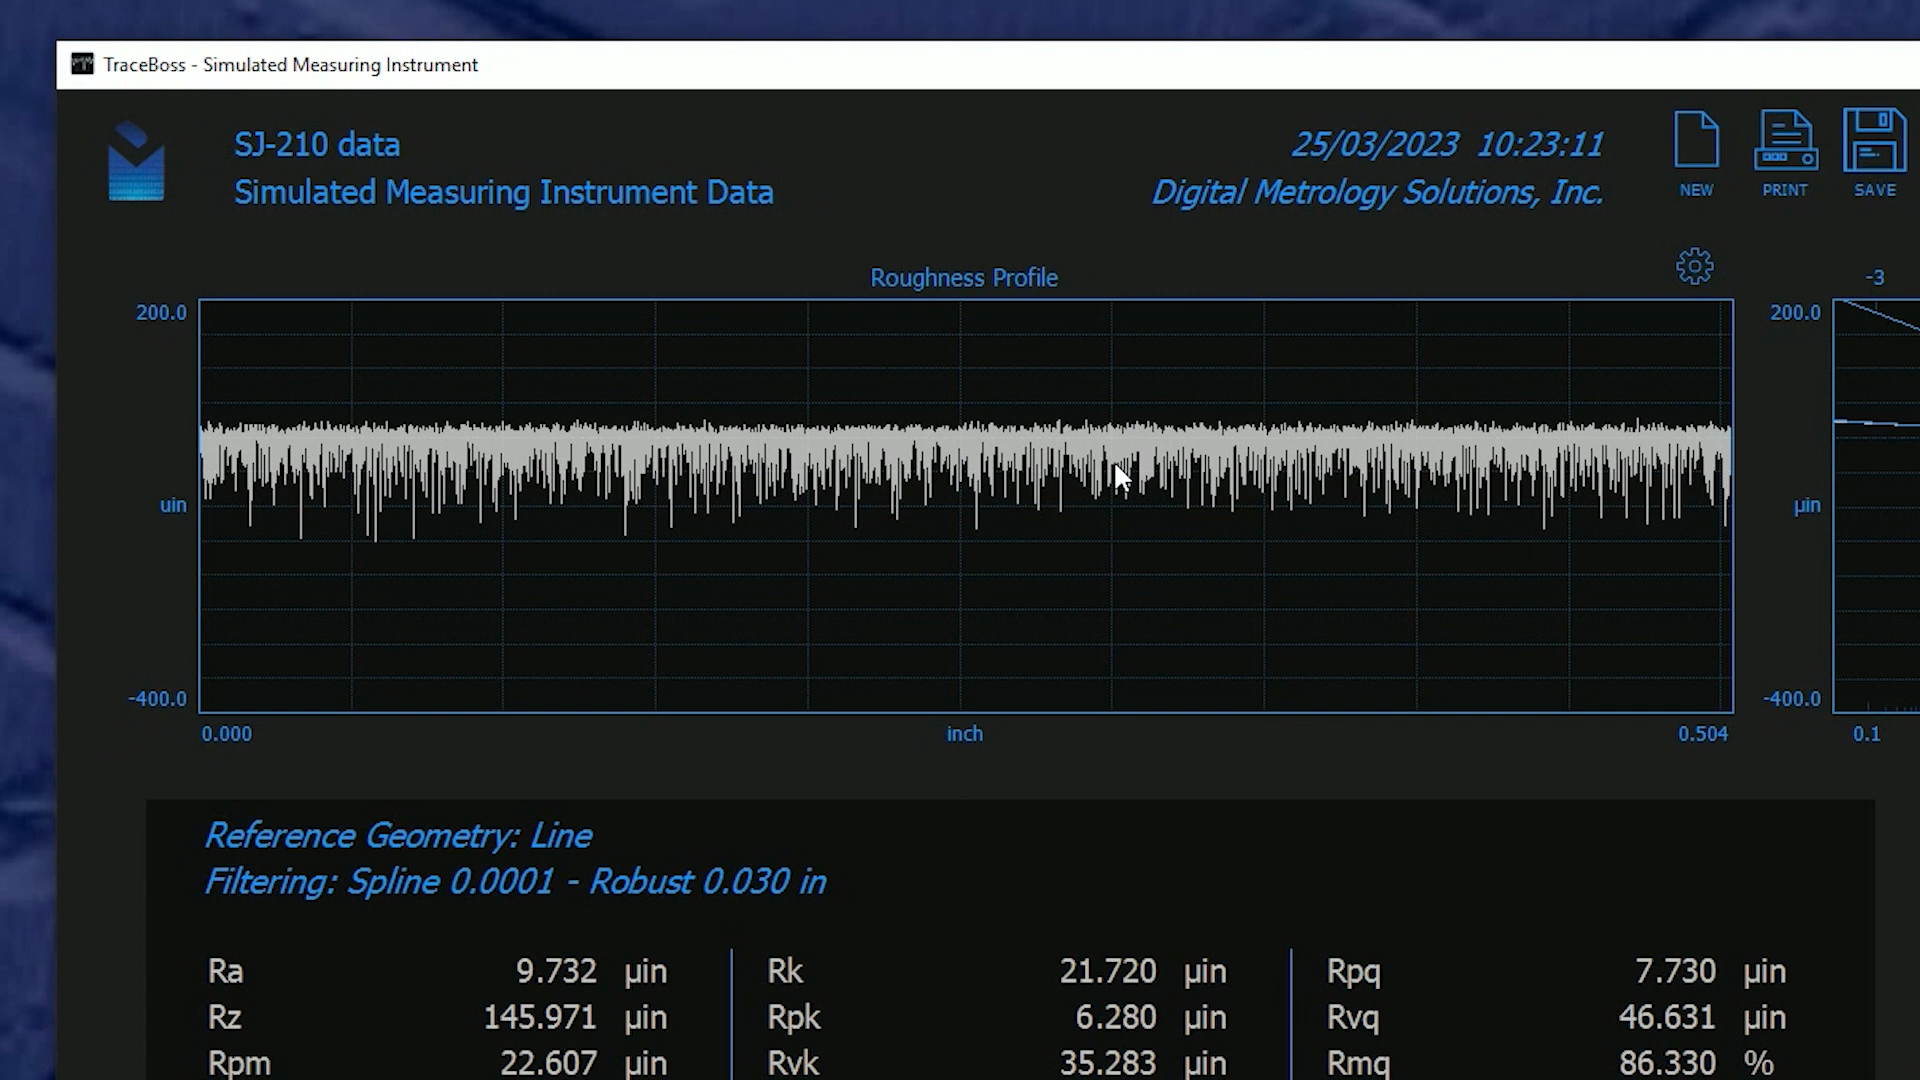 TraceBoss - Simulated Measuring Instrument
SJ-210 data
25/03/2023 10:23:11
Simulated Measuring Instrument Data
Digital Metrology Solutions, Inc.
NEW
PRINT
SAVE
Roughness Profile
-3
200.0
200.0
uin
µin
-400.0
-400.0
0.000
inch
0.504
0.1
Reference Geometry: Line
Filtering: Spline 0.0001 - Robust 0.030 in
Ra 9.732 µin Rk 21.720 µin Rpq 7.730 µin
Rz 145.971 µin Rpk 6.280 µin Rvq 46.631 µin
Rpm 22.607 µin Rvk 35.283 µin Rmq 86.330 %